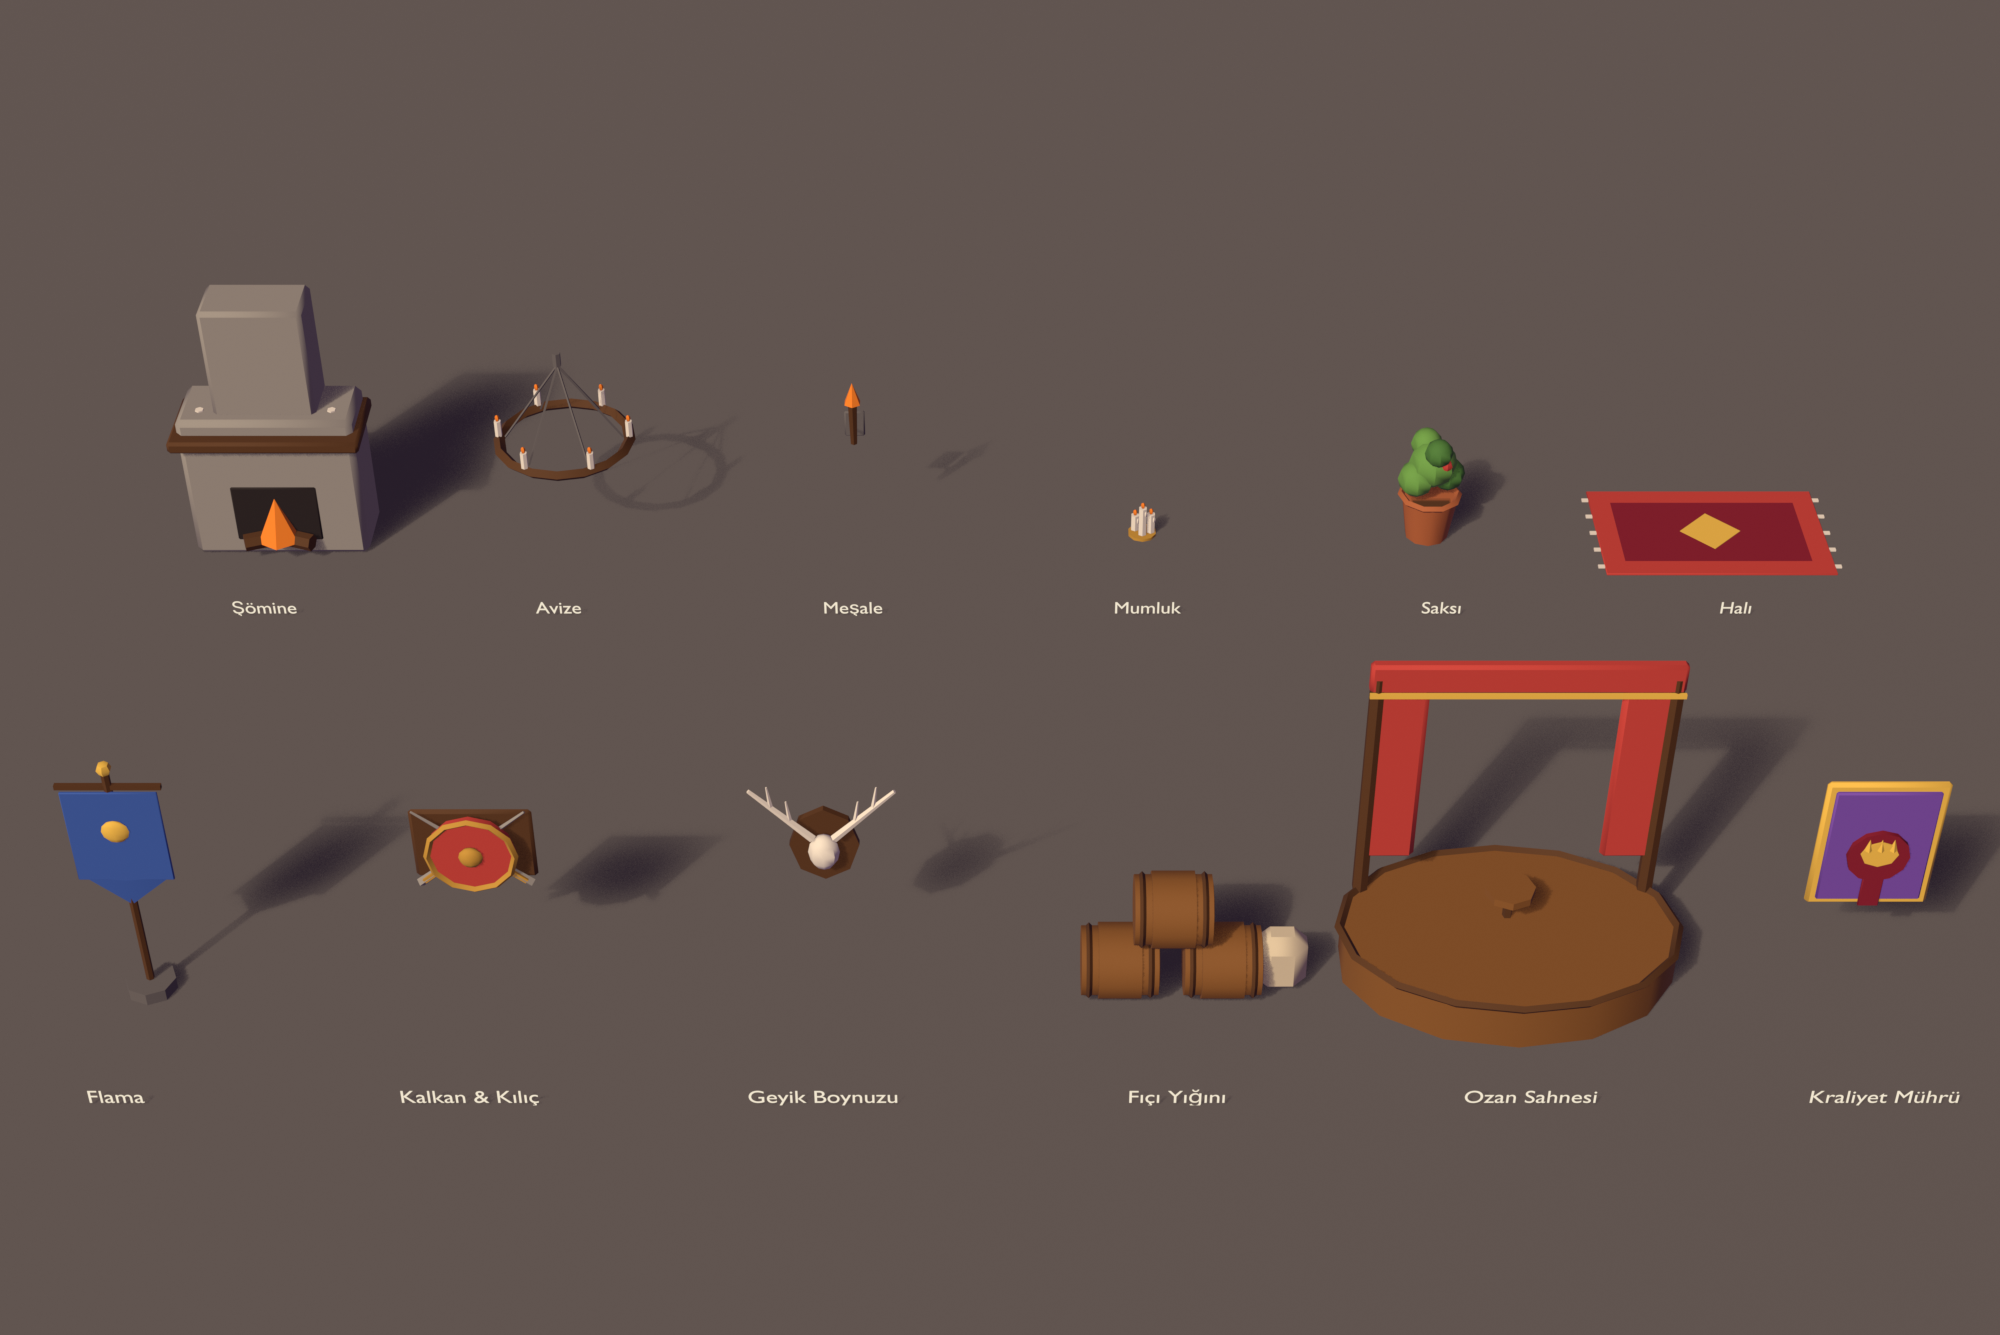 Şömine
Avize
Meşale
Mumluk
Saksı
Halı
Flama
Kalkan & Kılıç
Geyik Boynuzu
Fıçı Yığını
Ozan Sahnesi
Kraliyet Mührü